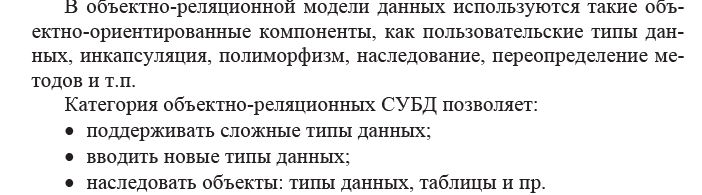 В объектно-реляционной модели данных используются такие объ-
ектно-ориентированные компоненты, как пользовательские типы дан-
ных, инкапсуляция, полиморфизм, наследование, переопределение ме-
тодов и т.п.
Категория объектно-реляционных СУБД позволяет:
• поддерживать сложные типы данных;
• вводить новые типы данных;
• наследовать объекты: типы данных, таблицы и пр.